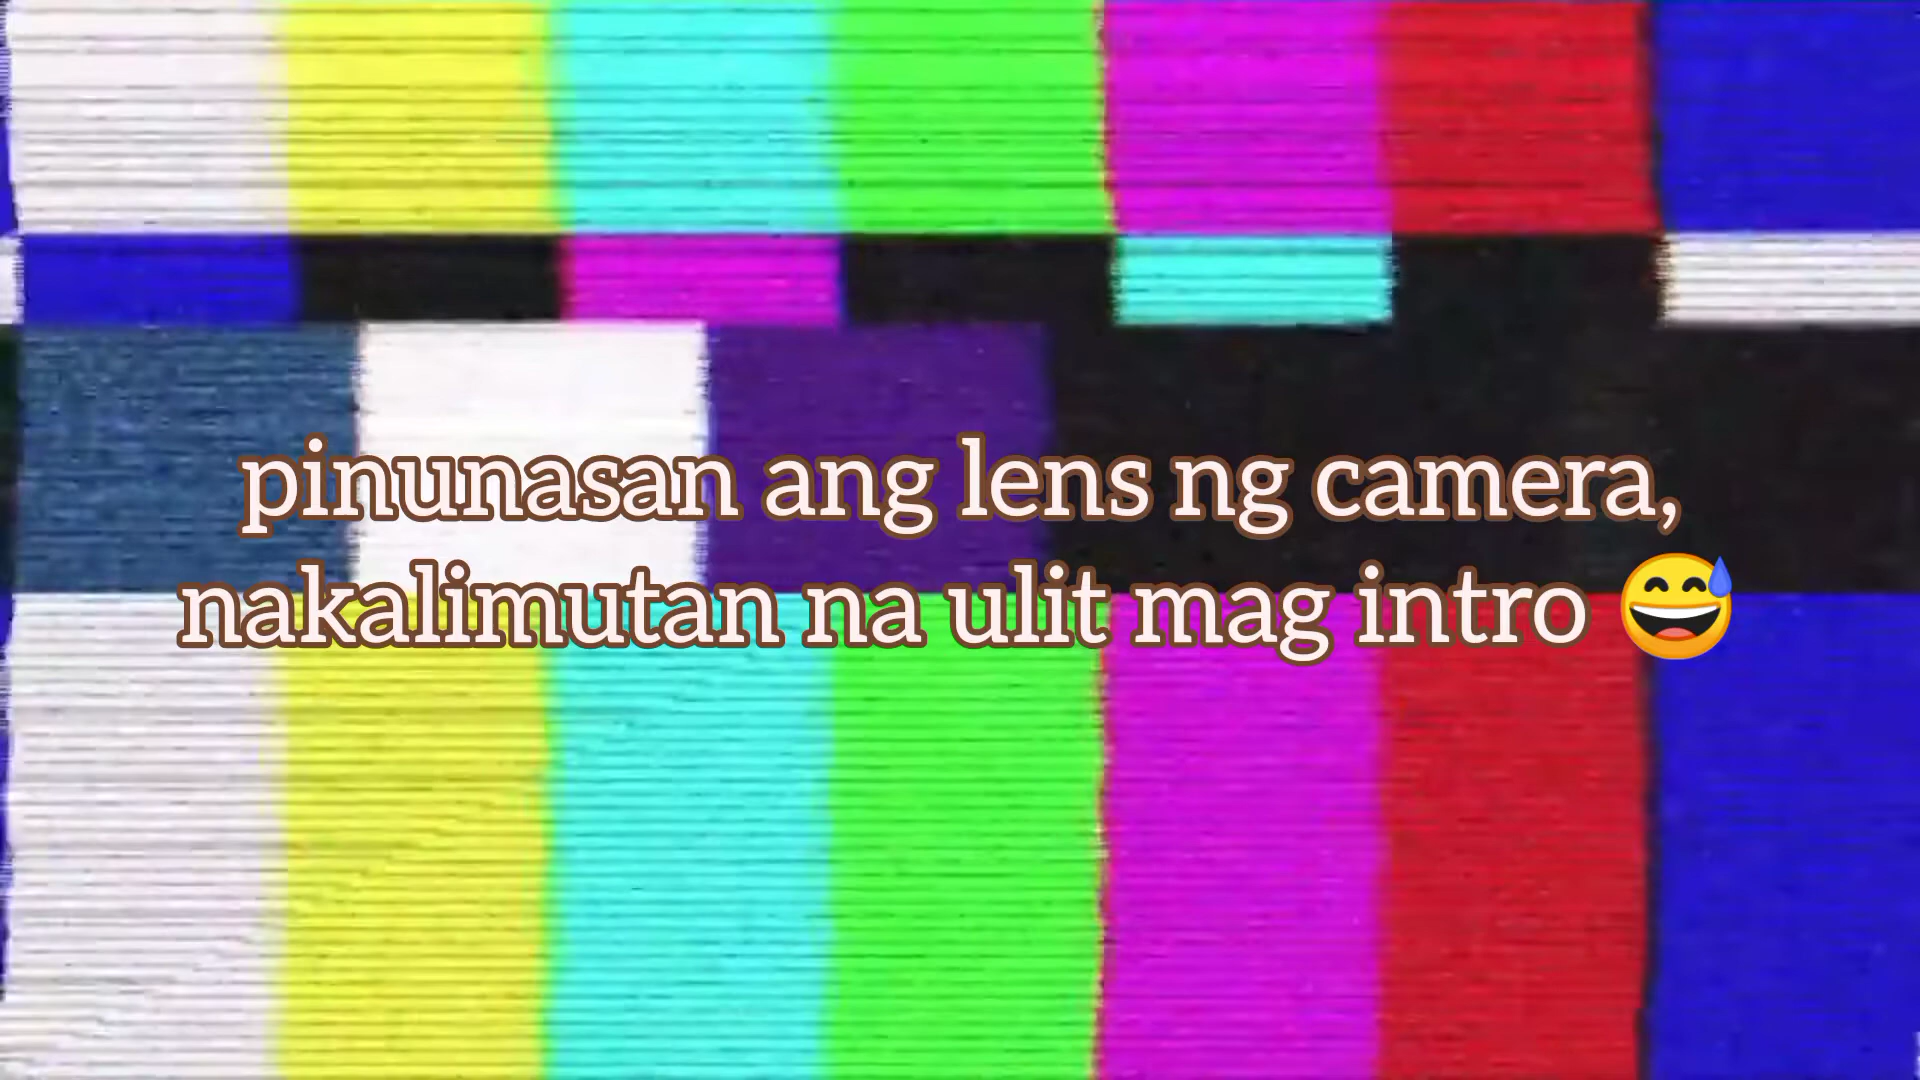 pinunasan ang lens ng camera,
nakalimutan na ulit mag intro 😅